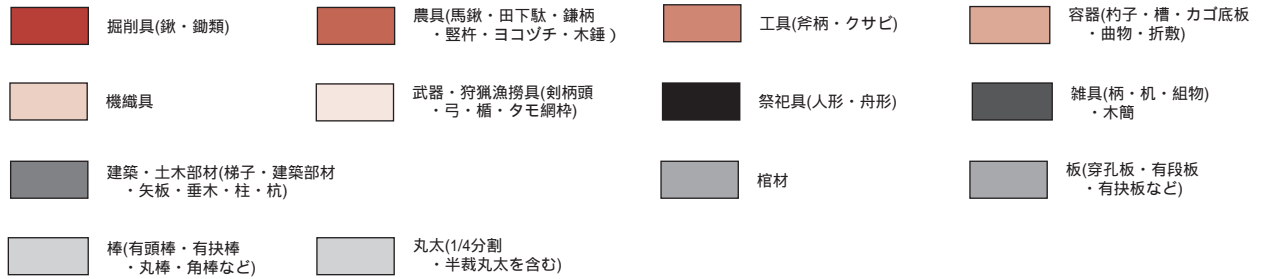 掘削具(鍬・鋤類)
農具(馬鍬・田下駄・鎌柄
・竪杵・ヨコヅチ・木錘）
工具(斧柄・クサビ)
容器(杓子・槽・カゴ底板
・曲物・折敷)
機織具
武器・狩猟漁撈具(剣柄頭
・弓・楯・タモ網枠)
祭祀具(人形・舟形)
雑具(柄・机・組物)
・木簡
建築・土木部材(梯子・建築部材
・矢板・垂木・柱・杭)
棺材
板(穿孔板・有段板
・有抉板など)
棒(有頭棒・有抉棒
・丸棒・角棒など)
丸太(1/4分割
・半裁丸太を含む)